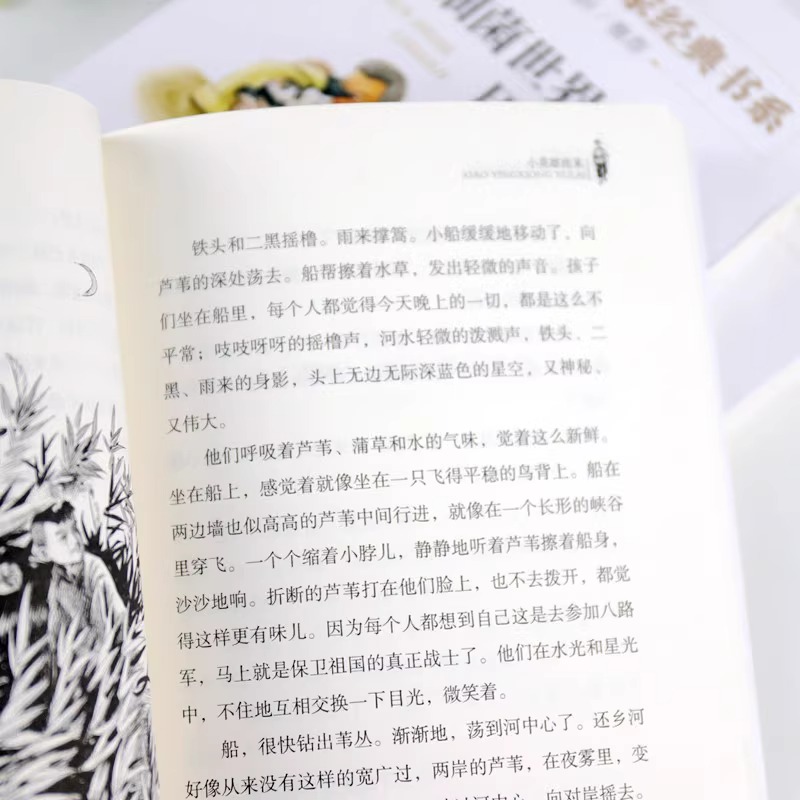 家经典书系
细菌世界
小英雄雨来
铁头和二黑摇橹。雨来撑篙。小船缓缓地移动了，向
芦苇的深处荡去。船帮擦着水草，发出轻微的声音。孩子
们坐在船里，每个人都觉得今天晚上的一切，都是这么不
平常；吱吱呀呀的摇橹声，河水轻微的泼溅声，铁头、二
黑、雨来的身影，头上无边无际深蓝色的星空，又神秘、
又伟大。
他们呼吸着芦苇、蒲草和水的气味，觉着这么新鲜。
坐在船上，感觉着就像坐在一只飞得平稳的鸟背上。船在
两边墙也似高高的芦苇中间行进，就像在一个长形的峡谷
里穿飞。一个个缩着小脖儿，静静地听着芦苇擦着船身，
沙沙地响。折断的芦苇打在他们脸上，也不去拨开，都觉
得这样更有味儿。因为每个人都想到自己这是去参加八路
军，马上就是保卫祖国的真正战士了。他们在水光和星光
中，不住地互相交换一下目光，微笑着。
船，很快钻出苇丛。渐渐地，荡到河中心了。还乡河
好像从来没有这样的宽广过，两岸的芦苇，在夜雾里，变
河中心，向对岸摇去。